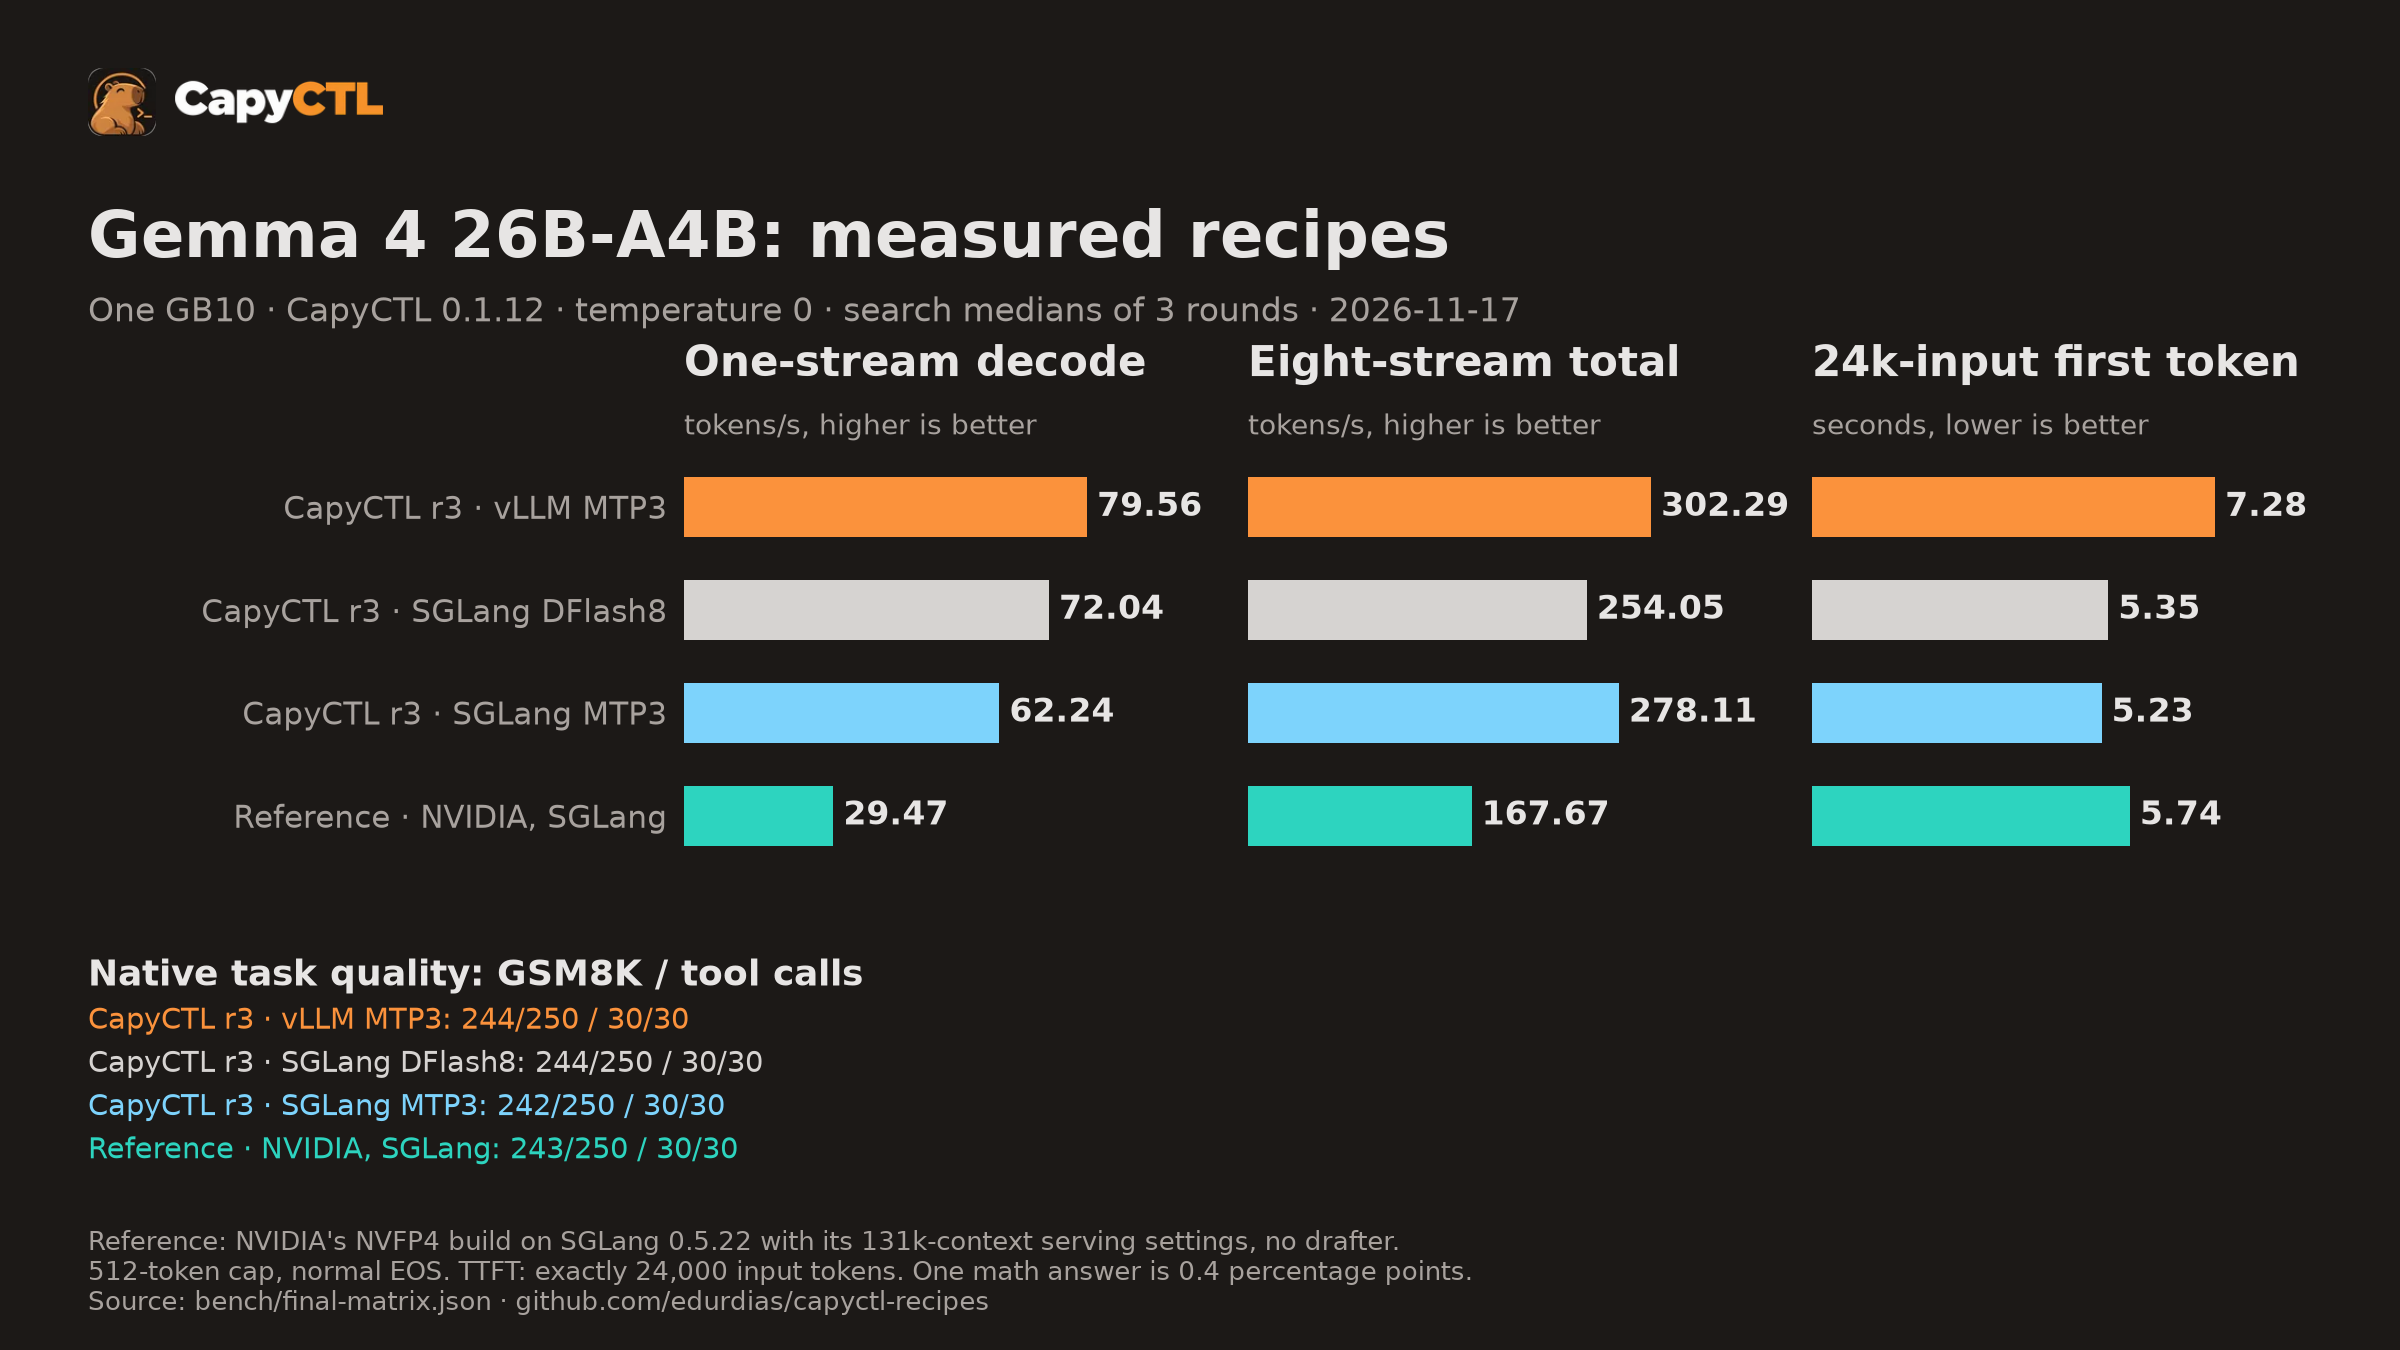 CapyCTL
Gemma 4 26B-A4B: measured recipes
One GB10 · CapyCTL 0.1.12 · temperature 0 · search medians of 3 rounds · 2026-11-17
One-stream decode
tokens/s, higher is better
Eight-stream total
tokens/s, higher is better
24k-input first token
seconds, lower is better
CapyCTL r3 · vLLM MTP3 79.56 302.29 7.28
CapyCTL r3 · SGLang DFlash8 72.04 254.05 5.35
CapyCTL r3 · SGLang MTP3 62.24 278.11 5.23
Reference · NVIDIA, SGLang 29.47 167.67 5.74
Native task quality: GSM8K / tool calls
CapyCTL r3 · vLLM MTP3: 244/250 / 30/30
CapyCTL r3 · SGLang DFlash8: 244/250 / 30/30
CapyCTL r3 · SGLang MTP3: 242/250 / 30/30
Reference · NVIDIA, SGLang: 243/250 / 30/30
Reference: NVIDIA's NVFP4 build on SGLang 0.5.22 with its 131k-context serving settings, no drafter.
512-token cap, normal EOS. TTFT: exactly 24,000 input tokens. One math answer is 0.4 percentage points.
Source: bench/final-matrix.json · github.com/edurdias/capyctl-recipes